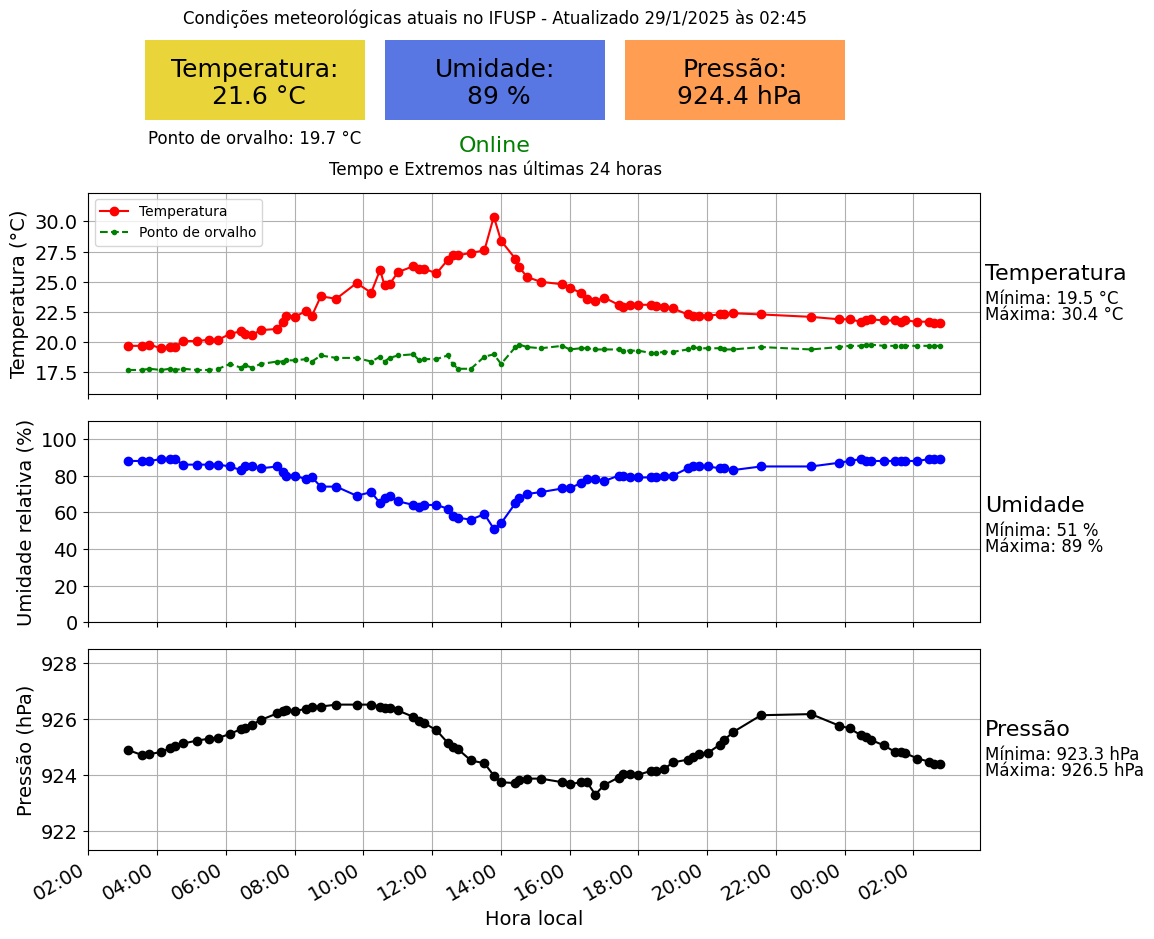 Condições meteorológicas atuais no IFUSP - Atualizado 29/1/2025 às 02:45
Temperatura:
21.6 °C
Umidade:
89 %
Pressão:
924.4 hPa
Ponto de orvalho: 19.7 °C
Online
Tempo e Extremos nas últimas 24 horas
Temperatura (°C)
30.0
27.5
25.0
22.5
20.0
17.5
Temperatura
Ponto de orvalho
Temperatura
Mínima: 19.5 °C
Máxima: 30.4 °C
Umidade relativa (%)
100
80
60
40
20
0
Umidade
Mínima: 51 %
Máxima: 89 %
Pressão (hPa)
928
926
924
922
Pressão
Mínima: 923.3 hPa
Máxima: 926.5 hPa
02:00
04:00
06:00
08:00
10:00
12:00
14:00
16:00
18:00
20:00
22:00
00:00
02:00
Hora local